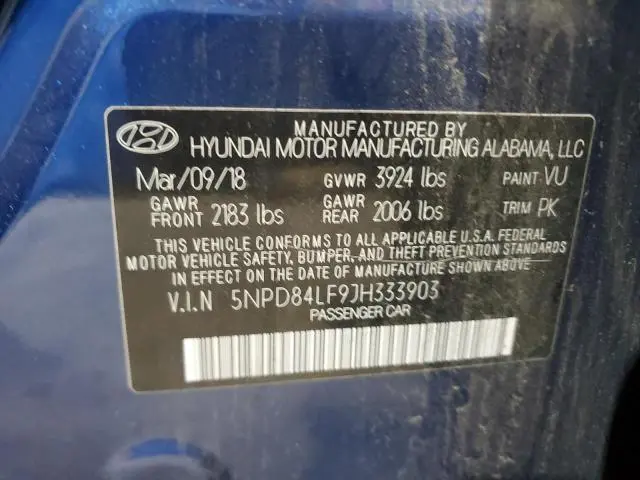 MANUFACTURED BY
HYUNDAI MOTOR MANUFACTURING ALABAMA, LLC
Mar/09/18 GVWR 3924 lbs PAINT VU
GAWR FRONT 2183 lbs GAWR REAR 2006 lbs TRIM PK
THIS VEHICLE CONFORMS TO ALL APPLICABLE U.S.A. FEDERAL
MOTOR VEHICLE SAFETY, BUMPER, AND THEFT PREVENTION STANDARDS
IN EFFECT ON THE DATE OF MANUFACTURE SHOWN ABOVE.
V.I.N 5NPD84LF9JH333903
PASSENGER CAR